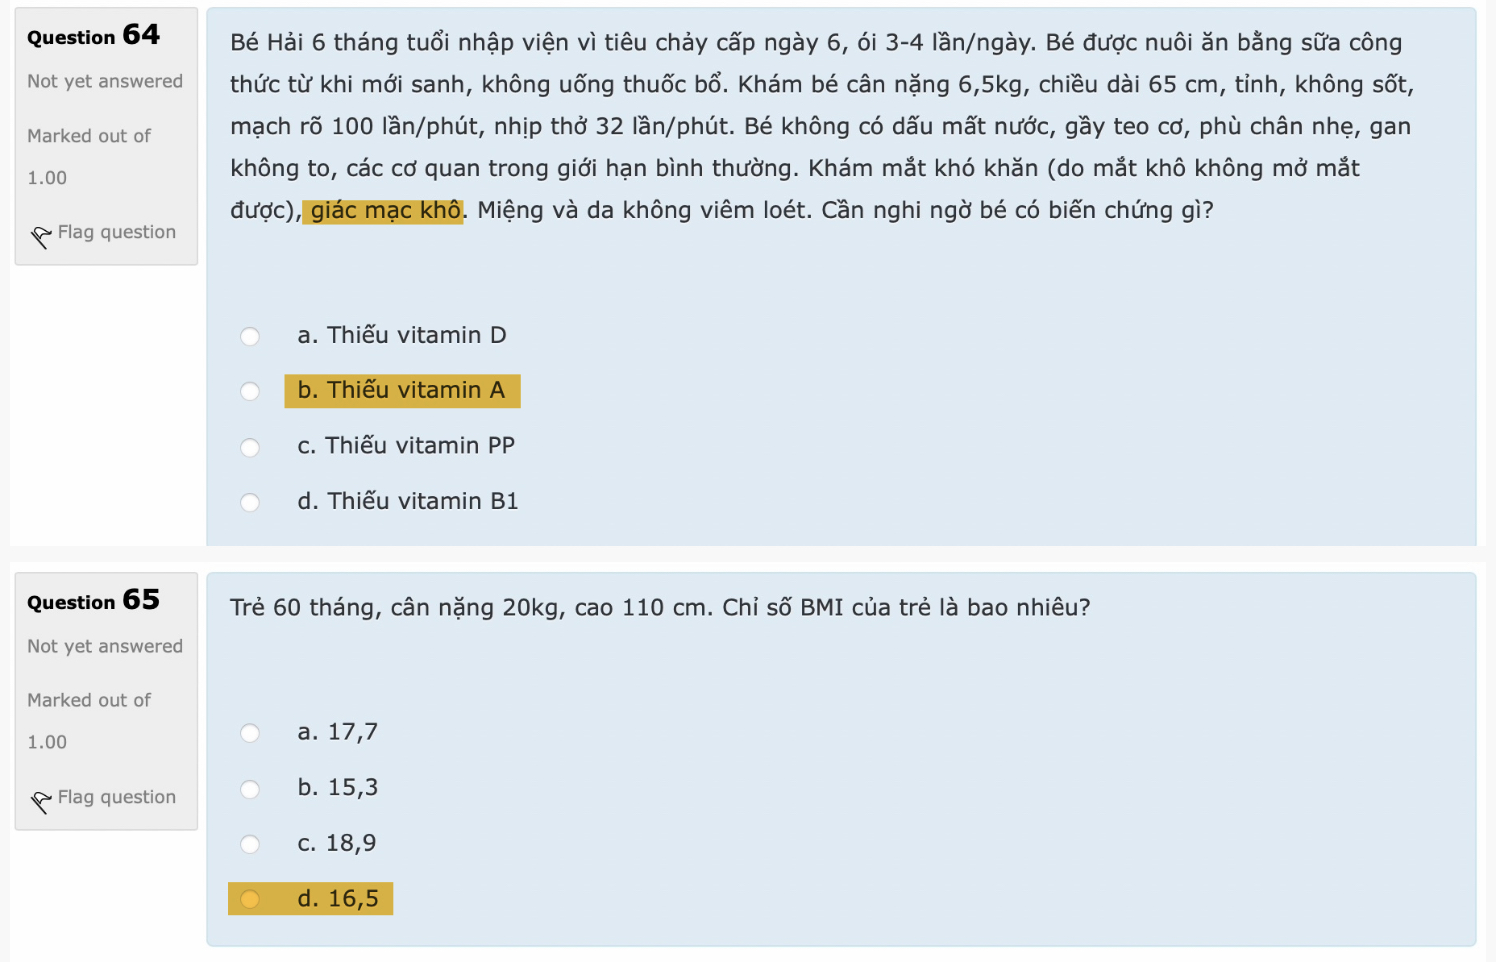 Question 64
Not yet answered
Marked out of
1.00
Flag question
Bé Hải 6 tháng tuổi nhập viện vì tiêu chảy cấp ngày 6, ói 3-4 lần/ngày. Bé được nuôi ăn bằng sữa công
thức từ khi mới sanh, không uống thuốc bổ. Khám bé cân nặng 6,5kg, chiều dài 65 cm, tỉnh, không sốt,
mạch rõ 100 lần/phút, nhịp thở 32 lần/phút. Bé không có dấu mất nước, gầy teo cơ, phù chân nhẹ, gan
không to, các cơ quan trong giới hạn bình thường. Khám mắt khó khăn (do mắt khô không mở mắt
được), giác mạc khô. Miệng và da không viêm loét. Cần nghi ngờ bé có biến chứng gì?
a. Thiếu vitamin D
b. Thiếu vitamin A
c. Thiếu vitamin PP
d. Thiếu vitamin B1
Question 65
Not yet answered
Marked out of
1.00
Flag question
Trẻ 60 tháng, cân nặng 20kg, cao 110 cm. Chỉ số BMI của trẻ là bao nhiêu?
a. 17,7
b. 15,3
c. 18,9
d. 16,5